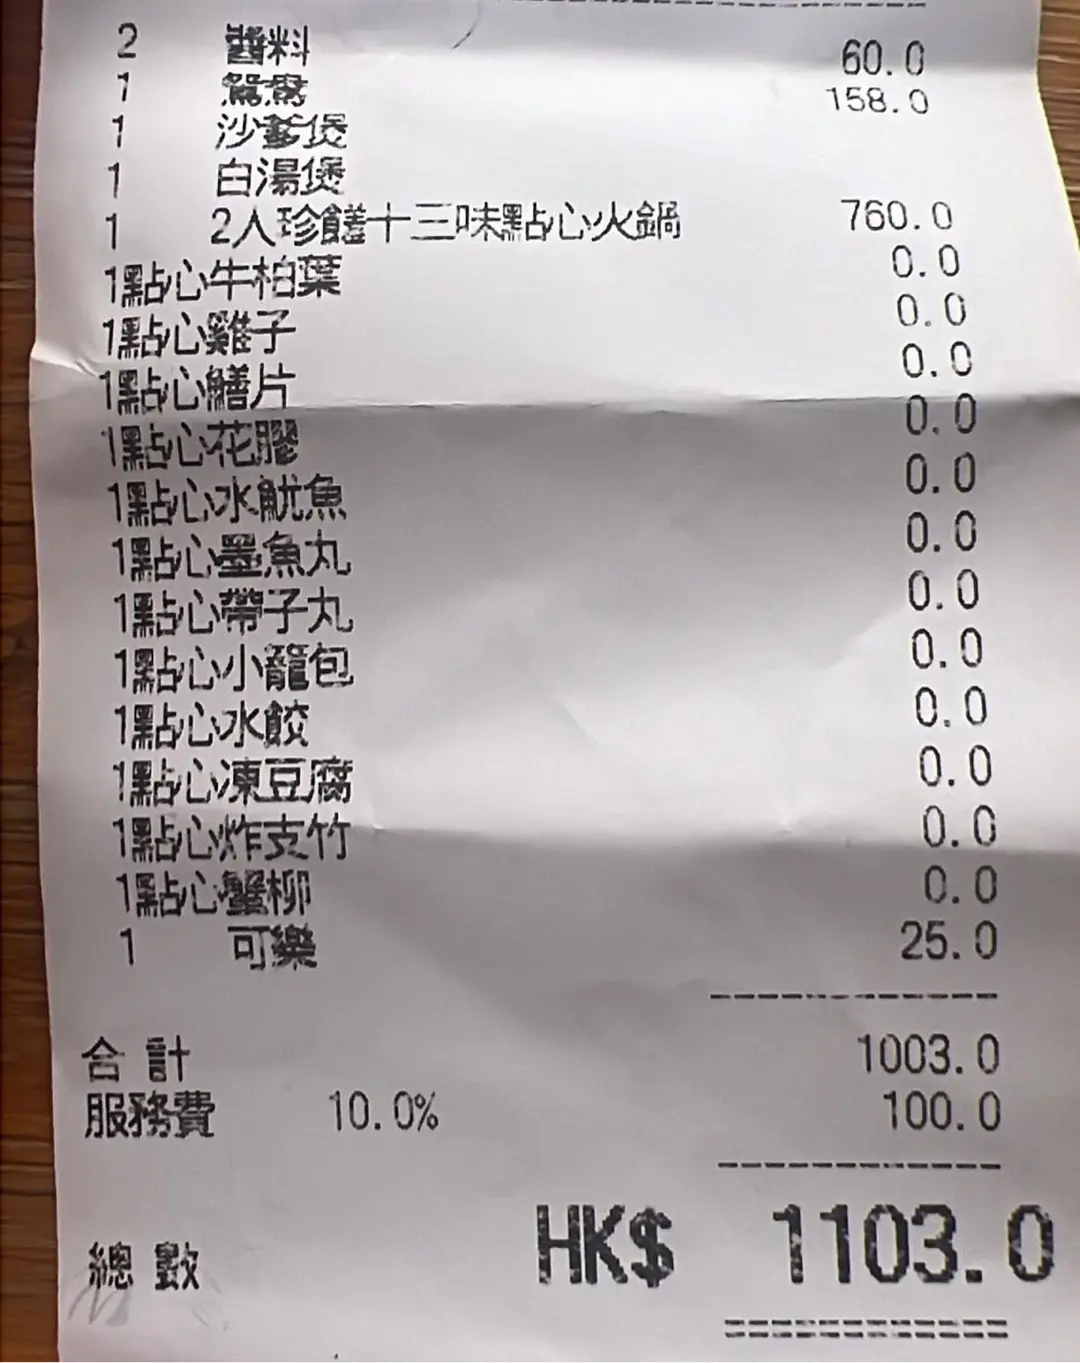 2 醬料 60.0
1 鴛鴦 158.0
1 沙爹煲
1 白湯煲
1 2人珍饈十三味點心火鍋 760.0
1點心牛柏葉 0.0
1點心雞子 0.0
1點心鱔片 0.0
1點心花膠 0.0
1點心水魷魚 0.0
1點心墨魚丸 0.0
1點心帶子丸 0.0
1點心小籠包 0.0
1點心水餃 0.0
1點心凍豆腐 0.0
1點心炸支竹 0.0
1點心蟹柳 0.0
1 可樂 25.0
合計 1003.0
服務費 10.0% 100.0
總數 HK$ 1103.0